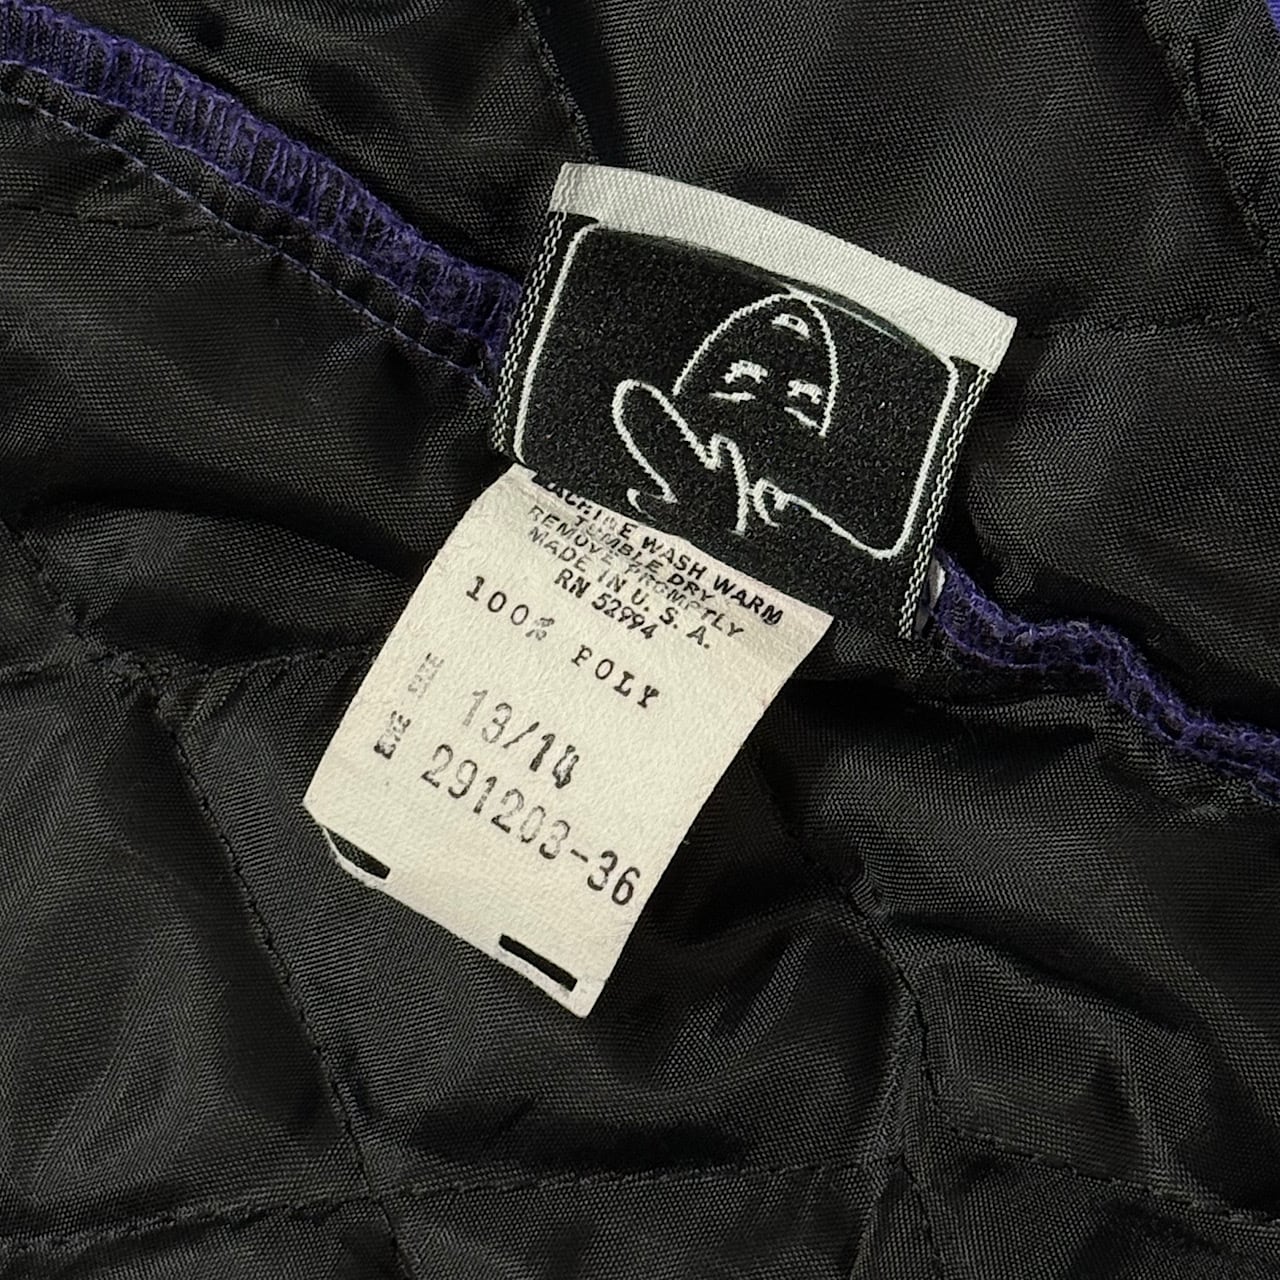 MACHINE WASH WARM
TUMBLE DRY
REMOVE PROMPTLY
MADE IN U.S.A.
RN 52994
100% POLY
13/14
291203-36